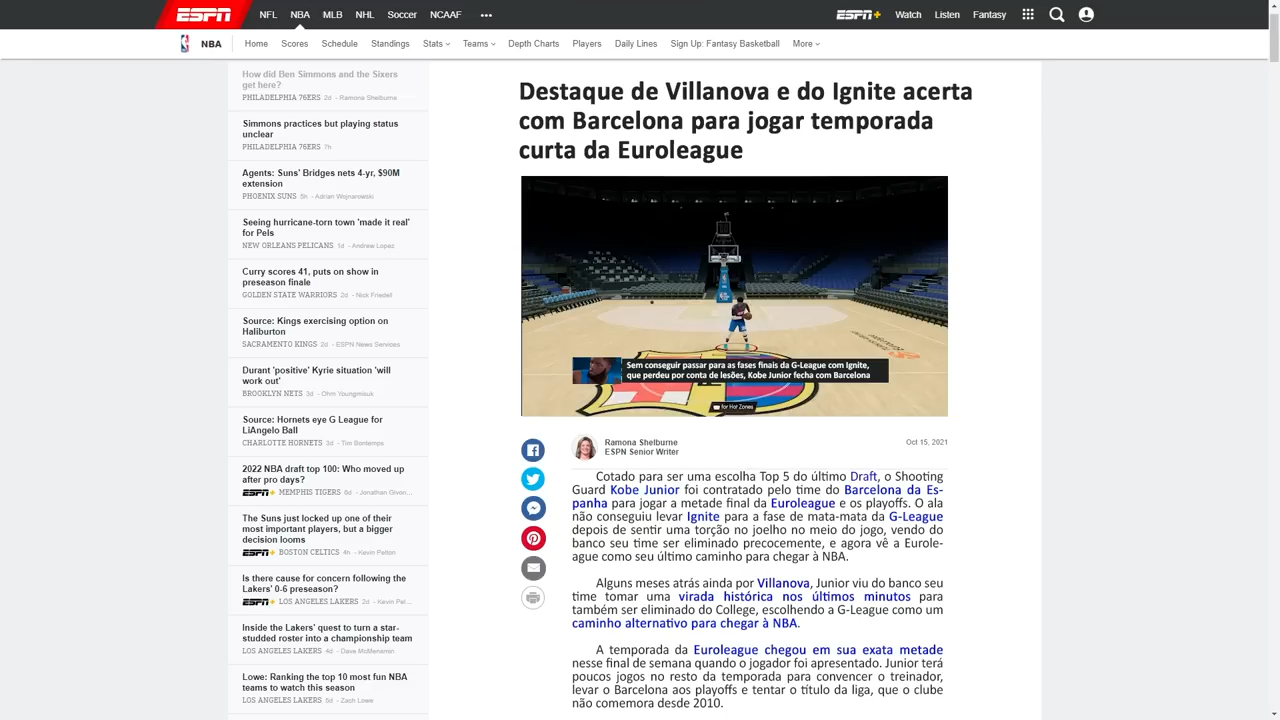 ESPN NFL NBA MLB NHL Soccer NCAAF ••• ESPN+ Watch Listen Fantasy
NBA Home Scores Schedule Standings Stats Teams Depth Charts Players Daily Lines Sign Up: Fantasy Basketball More
How did Ben Simmons and the Sixers
get here?
PHILADELPHIA 76ERS 2d - Ramona Shelburne
Simmons practices but playing status
unclear
PHILADELPHIA 76ERS 7h
Agents: Suns' Bridges nets 4-yr, $90M
extension
PHOENIX SUNS 5h - Adrian Wojnarowski
Seeing hurricane-torn town 'made it real'
for Pels
NEW ORLEANS PELICANS 1d - Andrew Lopez
Curry scores 41, puts on show in
preseason finale
GOLDEN STATE WARRIORS 2d - Nick Friedell
Source: Kings exercising option on
Haliburton
SACRAMENTO KINGS 2d - ESPN News Services
Durant 'positive' Kyrie situation 'will
work out'
BROOKLYN NETS 3d - Ohm Youngmisuk
Source: Hornets eye G League for
LiAngelo Ball
CHARLOTTE HORNETS 3d - Tim Bontemps
2022 NBA draft top 100: Who moved up
after pro days?
ESPN+ MEMPHIS TIGERS 6d - Jonathan Givon...
The Suns just locked up one of their
most important players, but a bigger
decision looms
ESPN+ BOSTON CELTICS 4h - Kevin Pelton
Is there cause for concern following the
Lakers' 0-6 preseason?
ESPN+ LOS ANGELES LAKERS 2d - Kevin Pel...
Inside the Lakers' quest to turn a star-
studded roster into a championship team
LOS ANGELES LAKERS 4d - Dave McMenamin
Lowe: Ranking the top 10 most fun NBA
teams to watch this season
LOS ANGELES LAKERS 5d - Zach Lowe
Destaque de Villanova e do Ignite acerta
com Barcelona para jogar temporada
curta da Euroleague
Sem conseguir passar para as fases finais da G-League com Ignite,
que perdeu por conta de lesões, Kobe Junior fecha com Barcelona
for Hot Zones
Ramona Shelburne Oct 15, 2021
ESPN Senior Writer
Cotado para ser uma escolha Top 5 do último Draft, o Shooting
Guard Kobe Junior foi contratado pelo time do Barcelona da Es-
panha para jogar a metade final da Euroleague e os playoffs. O ala
não conseguiu levar Ignite para a fase de mata-mata da G-League
depois de sentir uma torção no joelho no meio do jogo, vendo do
banco seu time ser eliminado precocemente, e agora vê a Eurole-
ague como seu último caminho para chegar à NBA.
Alguns meses atrás ainda por Villanova, Junior viu do banco seu
time tomar uma virada histórica nos últimos minutos para
também ser eliminado do College, escolhendo a G-League como um
caminho alternativo para chegar à NBA.
A temporada da Euroleague chegou em sua exata metade
nesse final de semana quando o jogador foi apresentado. Junior terá
poucos jogos no resto da temporada para convencer o treinador,
levar o Barcelona aos playoffs e tentar o título da liga, que o clube
não comemora desde 2010.